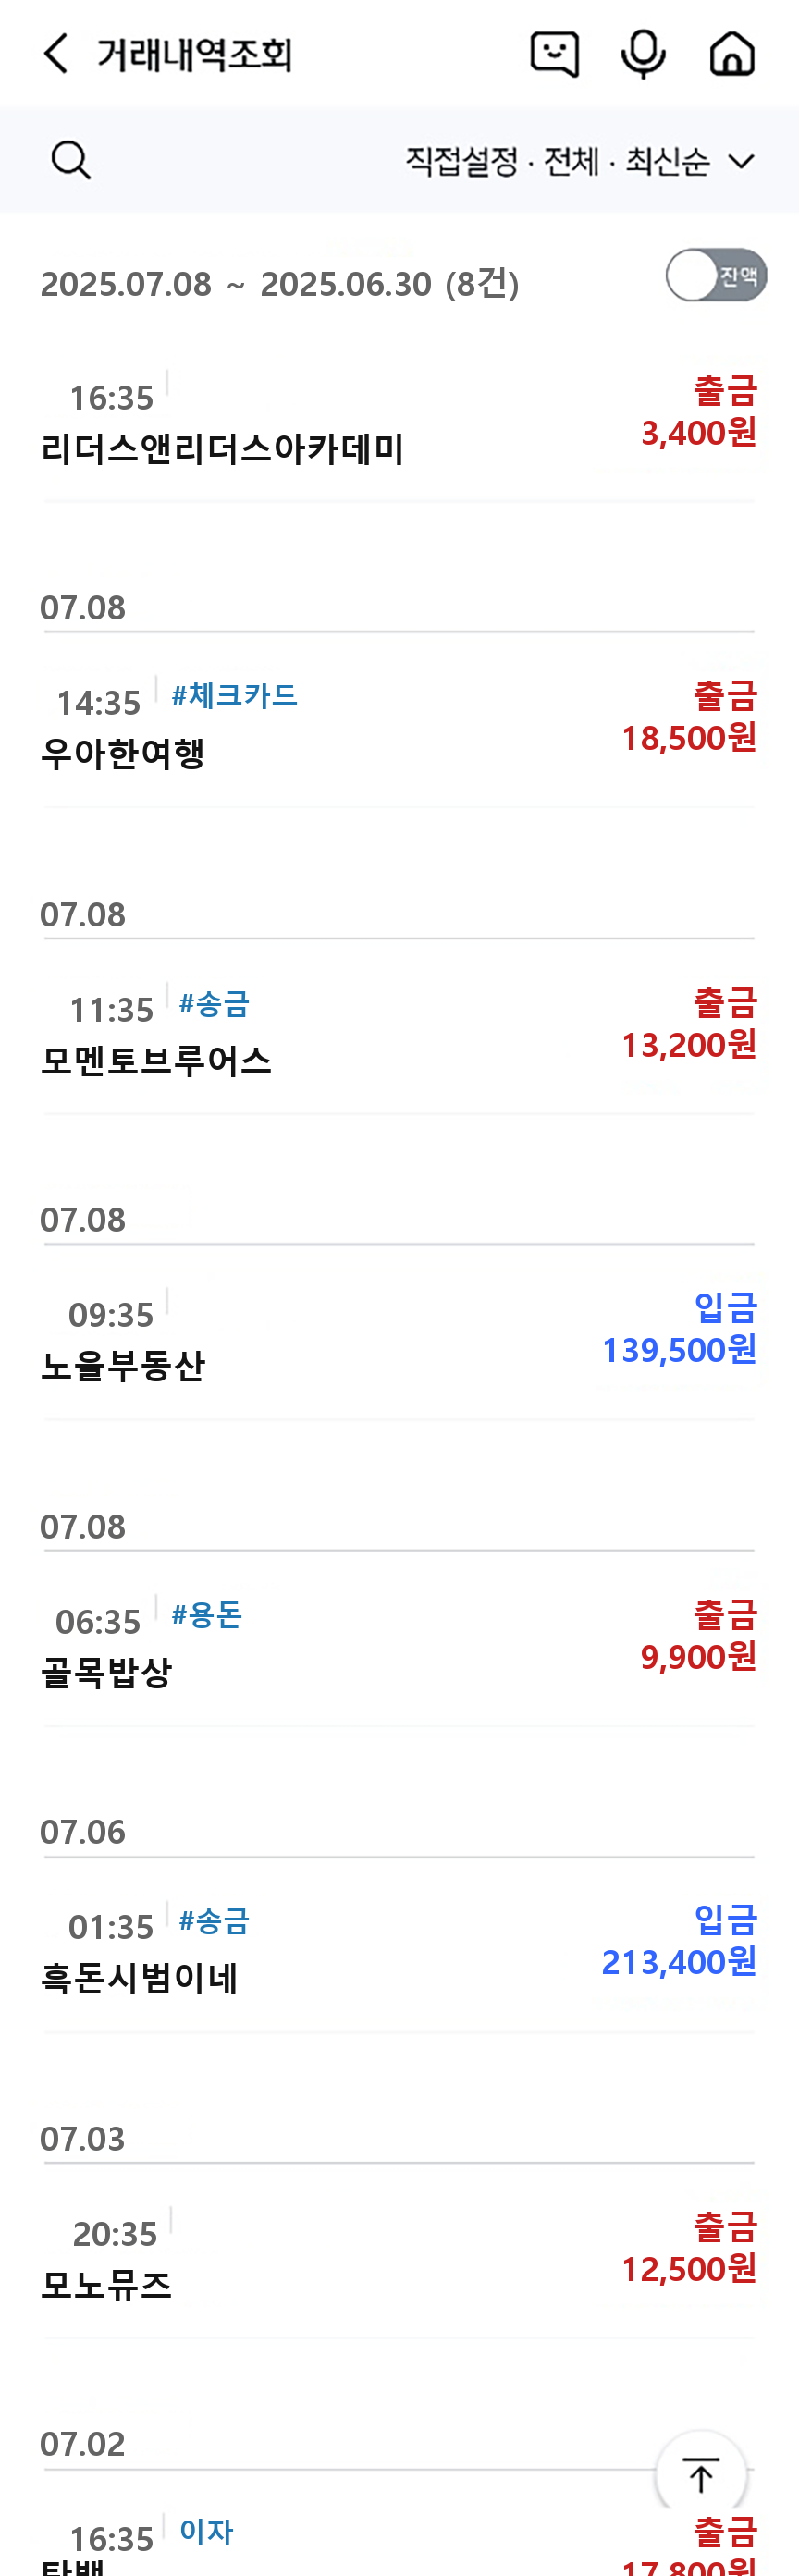 거래내역조회
직접설정 · 전체 · 최신순
2025.07.08 ~ 2025.06.30 (8건)
잔액
16:35
출금
리더스앤리더스아카데미
3,400원
07.08
14:35 #체크카드
출금
우아한여행
18,500원
07.08
11:35 #송금
출금
모멘토브루어스
13,200원
07.08
09:35
입금
노을부동산
139,500원
07.08
06:35 #용돈
출금
골목밥상
9,900원
07.06
01:35 #송금
입금
흑돈시범이네
213,400원
07.03
20:35
출금
모노뮤즈
12,500원
07.02
16:35 이자
출금
17,800원